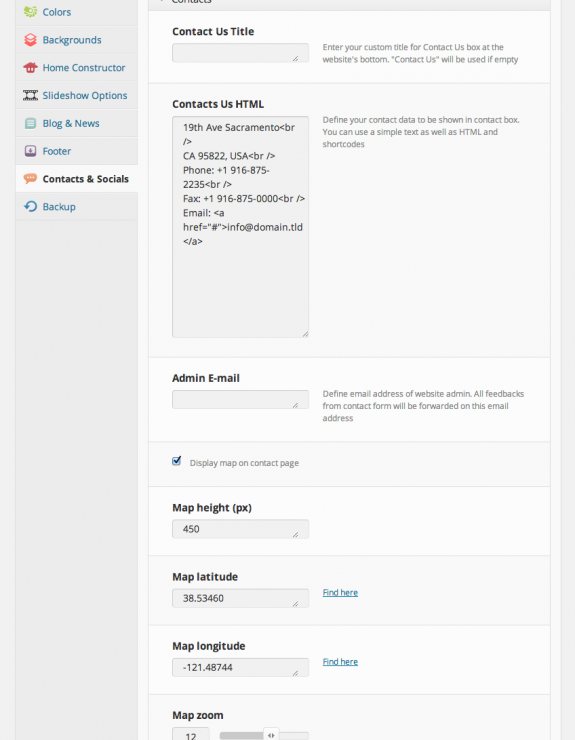 Colors
Backgrounds
Home Constructor
Slideshow Options
Blog & News
Footer
Contacts & Socials
Backup
Contacts
Contact Us Title
Enter your custom title for Contact Us box at the
website's bottom. "Contact Us" will be used if empty
Contacts Us HTML
19th Ave Sacramento<br
/>
CA 95822, USA<br />
Phone: +1 916-875-
2235<br />
Fax: +1 916-875-0000<br />
Email: <a
href="#">info@domain.tld
</a>
Define your contact data to be shown in contact box.
You can use a simple text as well as HTML and
shortcodes
Admin E-mail
Define email address of website admin. All feedbacks
from contact form will be forwarded on this email
address
Display map on contact page
Map height (px)
450
Map latitude
38.53460
Find here
Map longitude
-121.48744
Find here
Map zoom
12